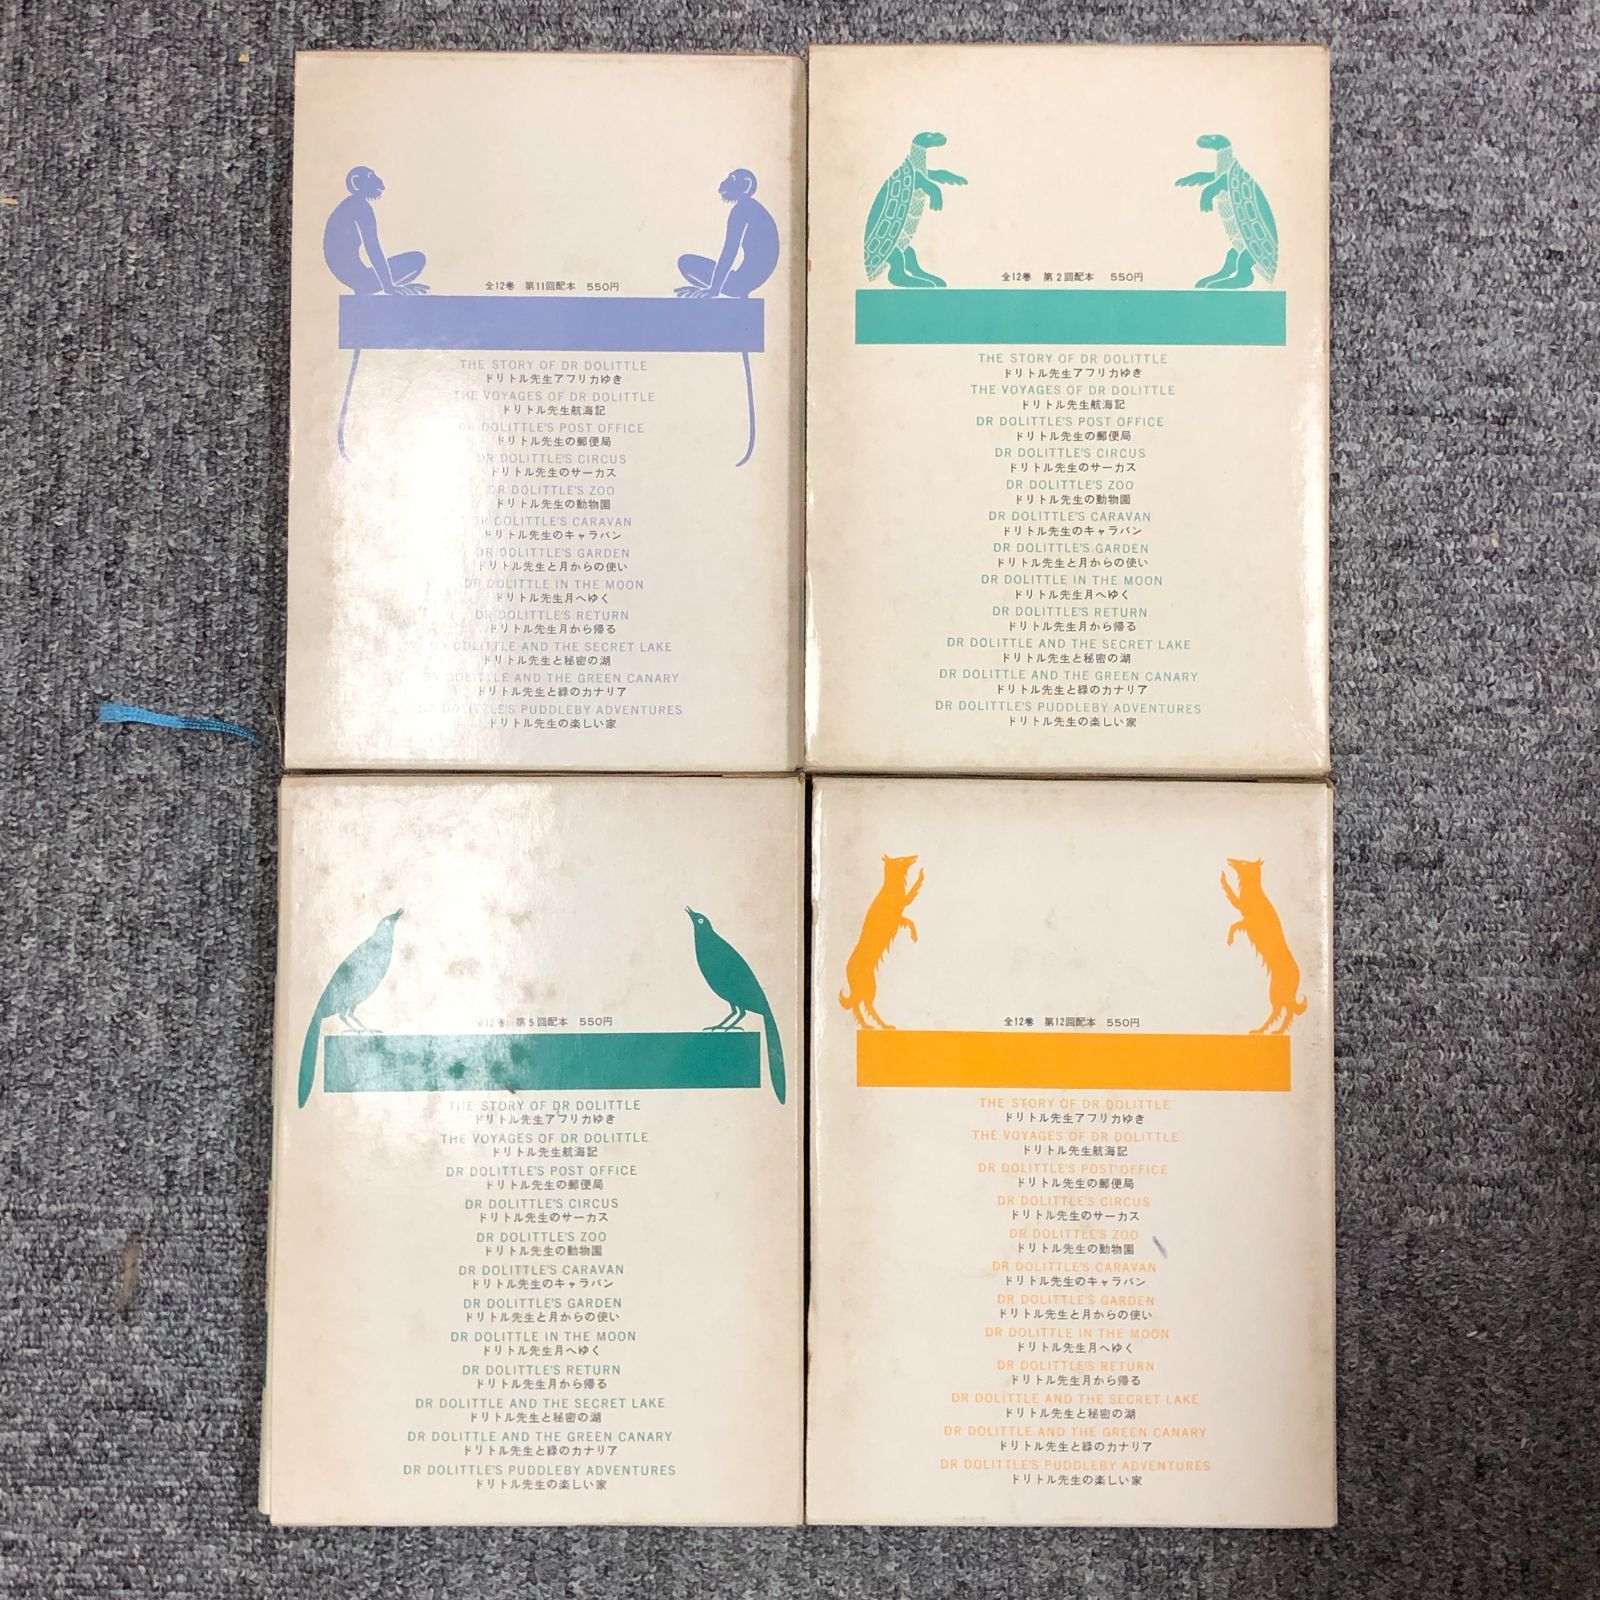 全12巻 第11回配本 550円
THE STORY OF DR DOLITTLE
ドリトル先生アフリカゆき
THE VOYAGES OF DR DOLITTLE
ドリトル先生航海記
DR DOLITTLE'S POST OFFICE
ドリトル先生の郵便局
DR DOLITTLE'S CIRCUS
ドリトル先生のサーカス
DR DOLITTLE'S ZOO
ドリトル先生の動物園
DR DOLITTLE'S CARAVAN
ドリトル先生のキャラバン
DR DOLITTLE'S GARDEN
ドリトル先生と月からの使い
DR DOLITTLE IN THE MOON
ドリトル先生月へゆく
DR DOLITTLE'S RETURN
ドリトル先生月から帰る
DR DOLITTLE AND THE SECRET LAKE
ドリトル先生と秘密の湖
DR DOLITTLE AND THE GREEN CANARY
ドリトル先生と緑のカナリア
DR DOLITTLE'S PUDDLEBY ADVENTURES
ドリトル先生の楽しい家
全12巻 第2回配本 550円
THE STORY OF DR DOLITTLE
ドリトル先生アフリカゆき
THE VOYAGES OF DR DOLITTLE
ドリトル先生航海記
DR DOLITTLE'S POST OFFICE
ドリトル先生の郵便局
DR DOLITTLE'S CIRCUS
ドリトル先生のサーカス
DR DOLITTLE'S ZOO
ドリトル先生の動物園
DR DOLITTLE'S CARAVAN
ドリトル先生のキャラバン
DR DOLITTLE'S GARDEN
ドリトル先生と月からの使い
DR DOLITTLE IN THE MOON
ドリトル先生月へゆく
DR DOLITTLE'S RETURN
ドリトル先生月から帰る
DR DOLITTLE AND THE SECRET LAKE
ドリトル先生と秘密の湖
DR DOLITTLE AND THE GREEN CANARY
ドリトル先生と緑のカナリア
DR DOLITTLE'S PUDDLEBY ADVENTURES
ドリトル先生の楽しい家
全12巻 第5回配本 550円
THE STORY OF DR DOLITTLE
ドリトル先生アフリカゆき
THE VOYAGES OF DR DOLITTLE
ドリトル先生航海記
DR DOLITTLE'S POST OFFICE
ドリトル先生の郵便局
DR DOLITTLE'S CIRCUS
ドリトル先生のサーカス
DR DOLITTLE'S ZOO
ドリトル先生の動物園
DR DOLITTLE'S CARAVAN
ドリトル先生のキャラバン
DR DOLITTLE'S GARDEN
ドリトル先生と月からの使い
DR DOLITTLE IN THE MOON
ドリトル先生月へゆく
DR DOLITTLE'S RETURN
ドリトル先生月から帰る
DR DOLITTLE AND THE SECRET LAKE
ドリトル先生と秘密の湖
DR DOLITTLE AND THE GREEN CANARY
ドリトル先生と緑のカナリア
DR DOLITTLE'S PUDDLEBY ADVENTURES
ドリトル先生の楽しい家
全12巻 第12回配本 550円
THE STORY OF DR DOLITTLE
ドリトル先生アフリカゆき
THE VOYAGES OF DR DOLITTLE
ドリトル先生航海記
DR DOLITTLE'S POST OFFICE
ドリトル先生の郵便局
DR DOLITTLE'S CIRCUS
ドリトル先生のサーカス
DR DOLITTLE'S ZOO
ドリトル先生の動物園
DR DOLITTLE'S CARAVAN
ドリトル先生のキャラバン
DR DOLITTLE'S GARDEN
ドリトル先生と月からの使い
DR DOLITTLE IN THE MOON
ドリトル先生月へゆく
DR DOLITTLE'S RETURN
ドリトル先生月から帰る
DR DOLITTLE AND THE SECRET LAKE
ドリトル先生と秘密の湖
DR DOLITTLE AND THE GREEN CANARY
ドリトル先生と緑のカナリア
DR DOLITTLE'S PUDDLEBY ADVENTURES
ドリトル先生の楽しい家